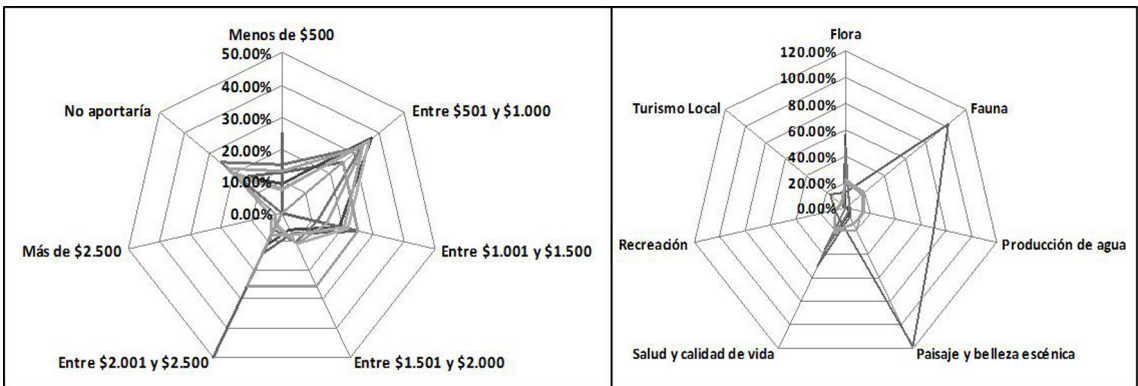 Menos de $500
50.00%
40.00%
30.00%
20.00%
10.00%
0.00%
No aportaría
Entre $501 y $1.000
Más de $2.500
Entre $1.001 y $1.500
Entre $2.001 y $2.500
Entre $1.501 y $2.000
Flora
120.00%
100.00%
80.00%
60.00%
40.00%
20.00%
0.00%
Turismo Local
Fauna
Recreación
Producción de agua
Salud y calidad de vida
Paisaje y belleza escénica